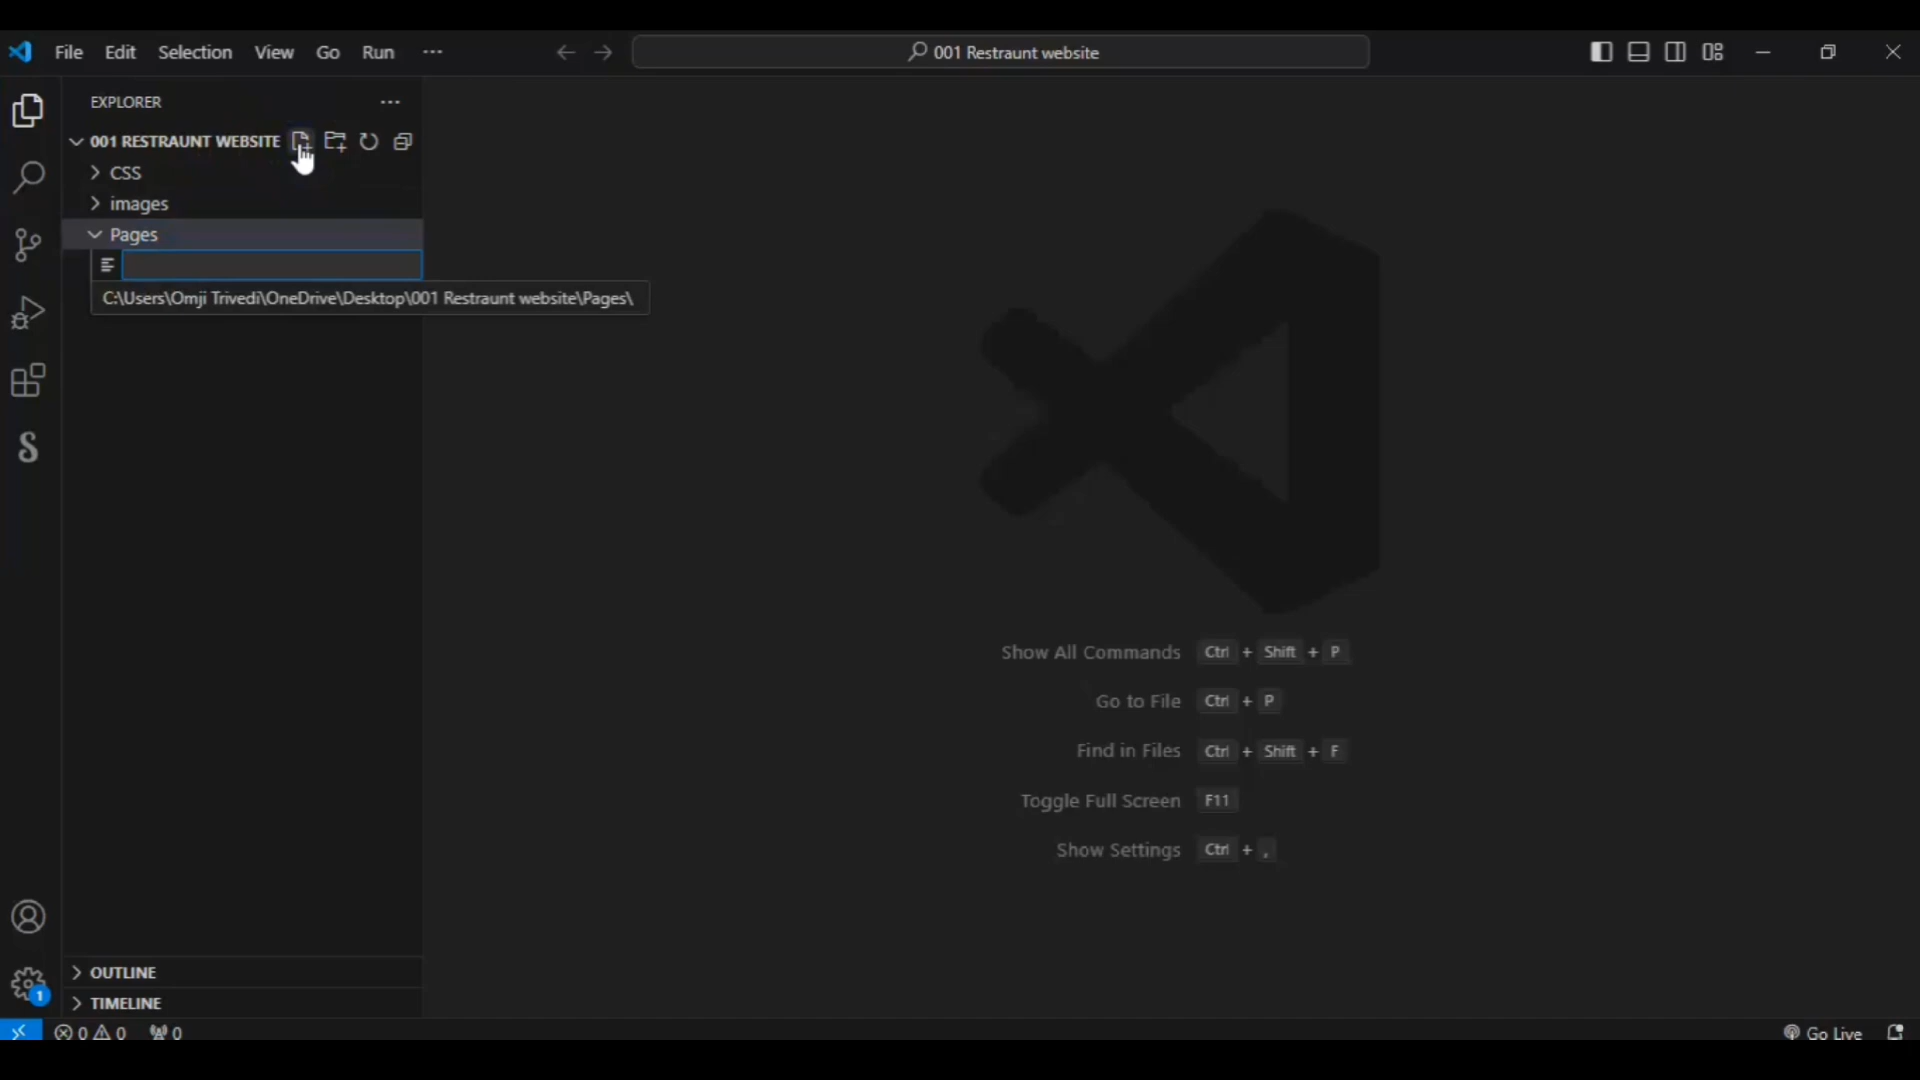 File Edit Selection View Go Run ···
001 Restraunt website
EXPLORER
001 RESTRAUNT WEBSITE
CSS
images
Pages
C:\Users\Omji Trivedi\OneDrive\Desktop\001 Restraunt website\Pages\
Show All Commands Ctrl + Shift + P
Go to File Ctrl + P
Find in Files Ctrl + Shift + F
Toggle Full Screen F11
Show Settings Ctrl + ,
OUTLINE
1
TIMELINE
0 0 0 Go Live